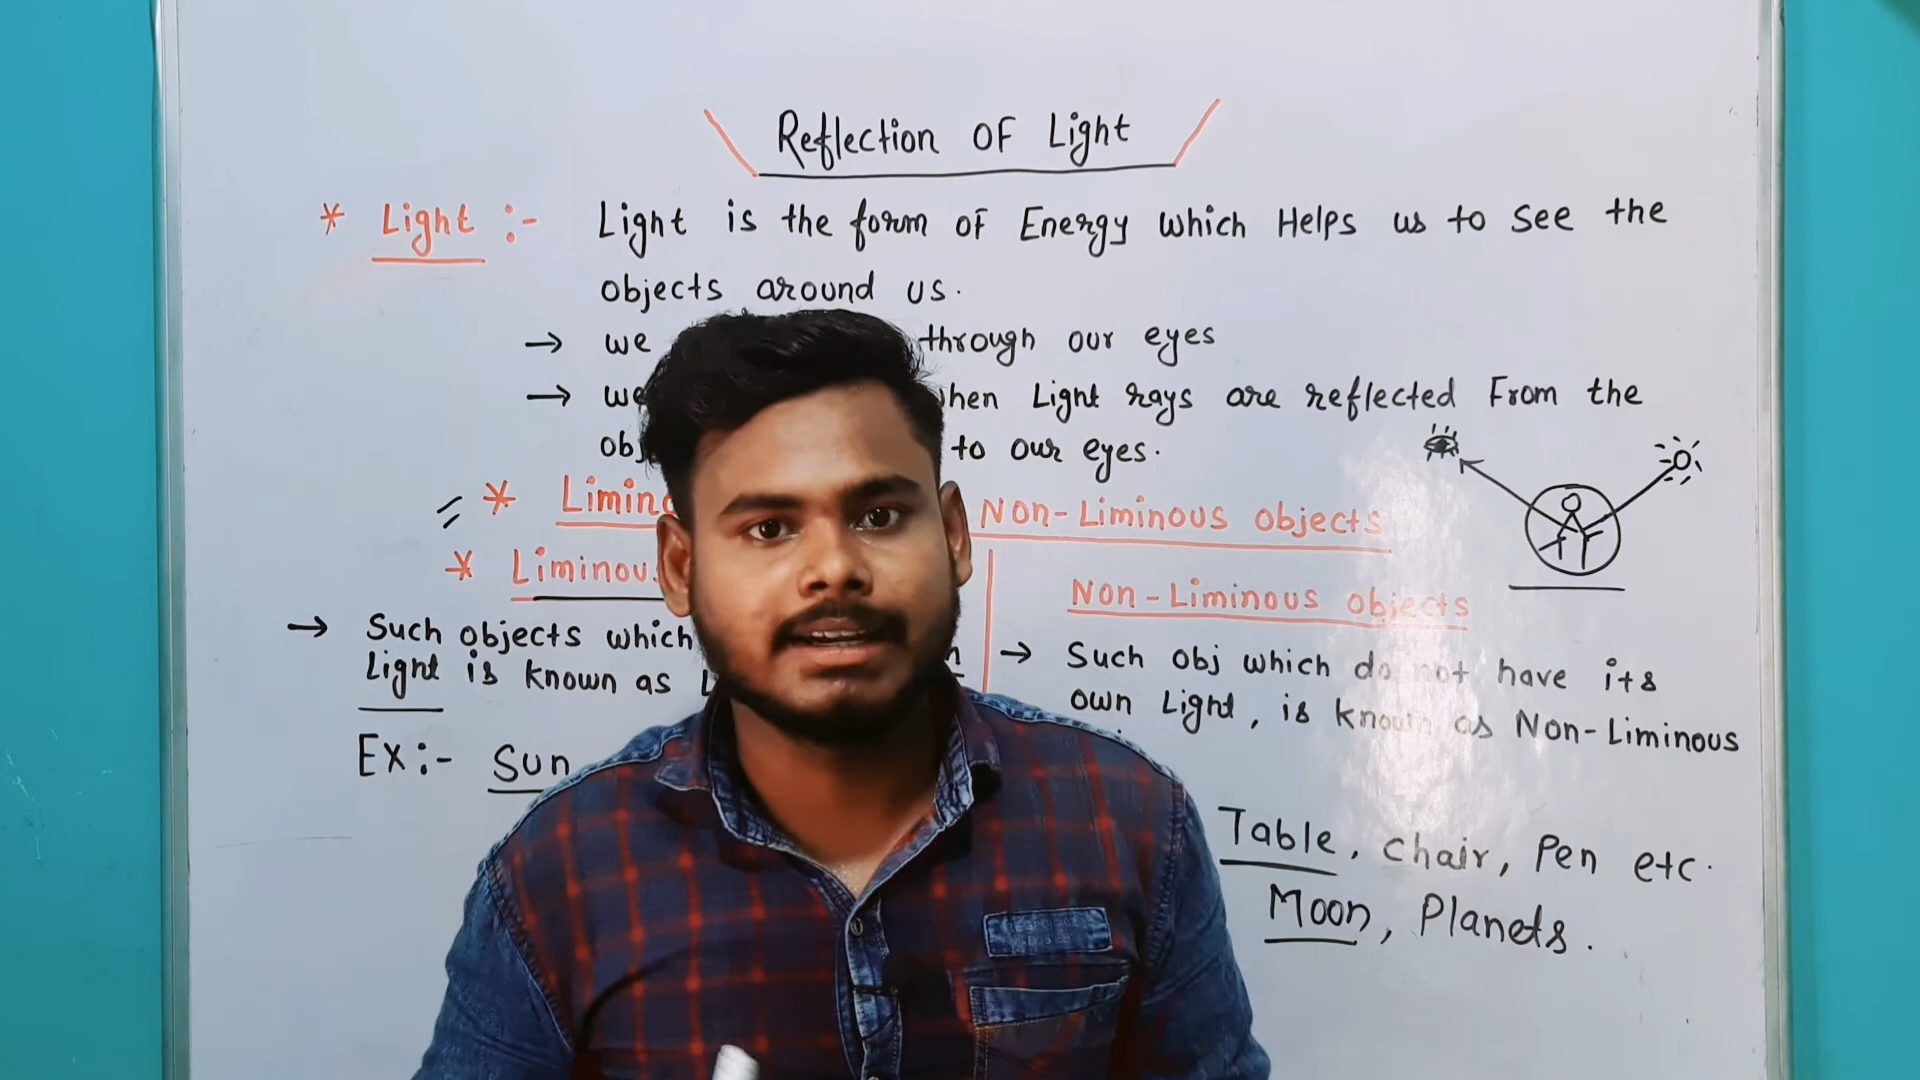 Reflection OF Light
* Light :- Light is the form of Energy which Helps us to see the
objects around us.
→ we through our eyes
→ we when Light rays are reflected From the
to our eyes.
* Non-Liminous objects
* Liminous
Non-Liminous objects
→ Such objects which
Light is known as
→ Such obj which do not have its
own Light, is known as Non-Liminous
Ex:- Sun
Table, chair, Pen etc.
Moon, Planets.